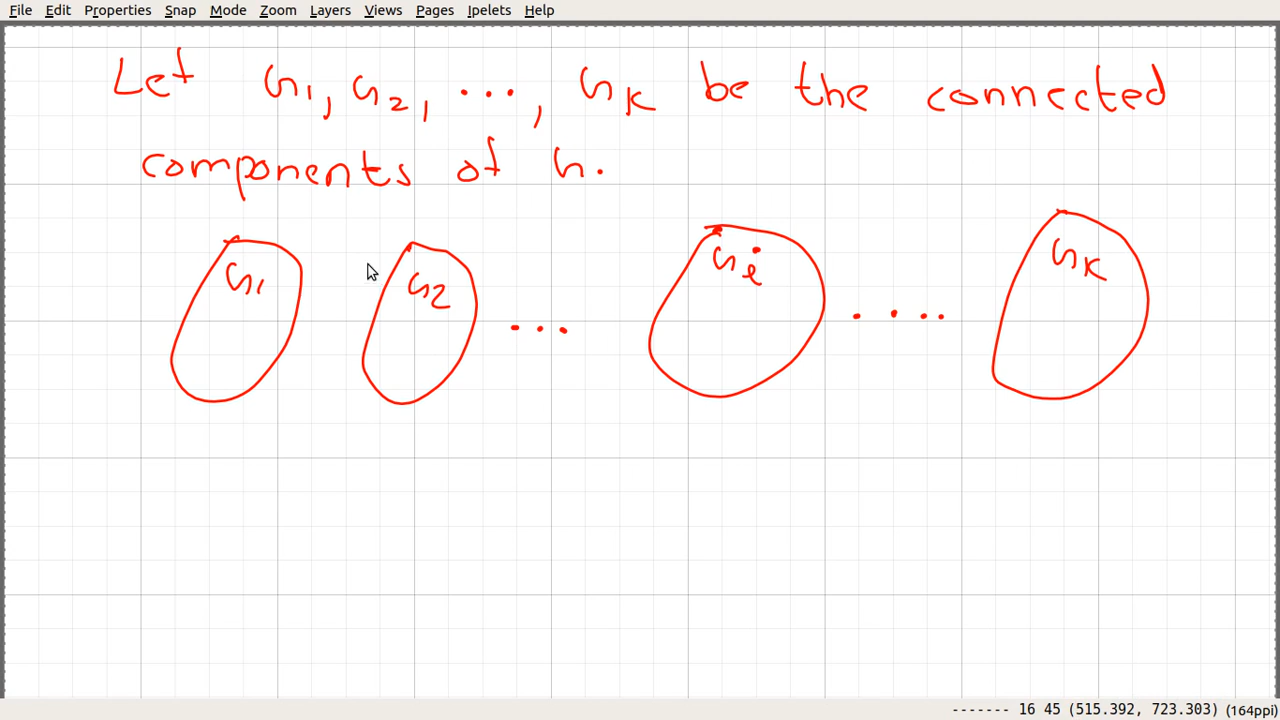 File Edit Properties Snap Mode Zoom Layers Views Pages Ipelets Help
Let G1, G2, ..., GK be the connected
components of G.
G1 G2 ... Gi .... GK
------- 16 45 (515.392, 723.303) (164ppi)